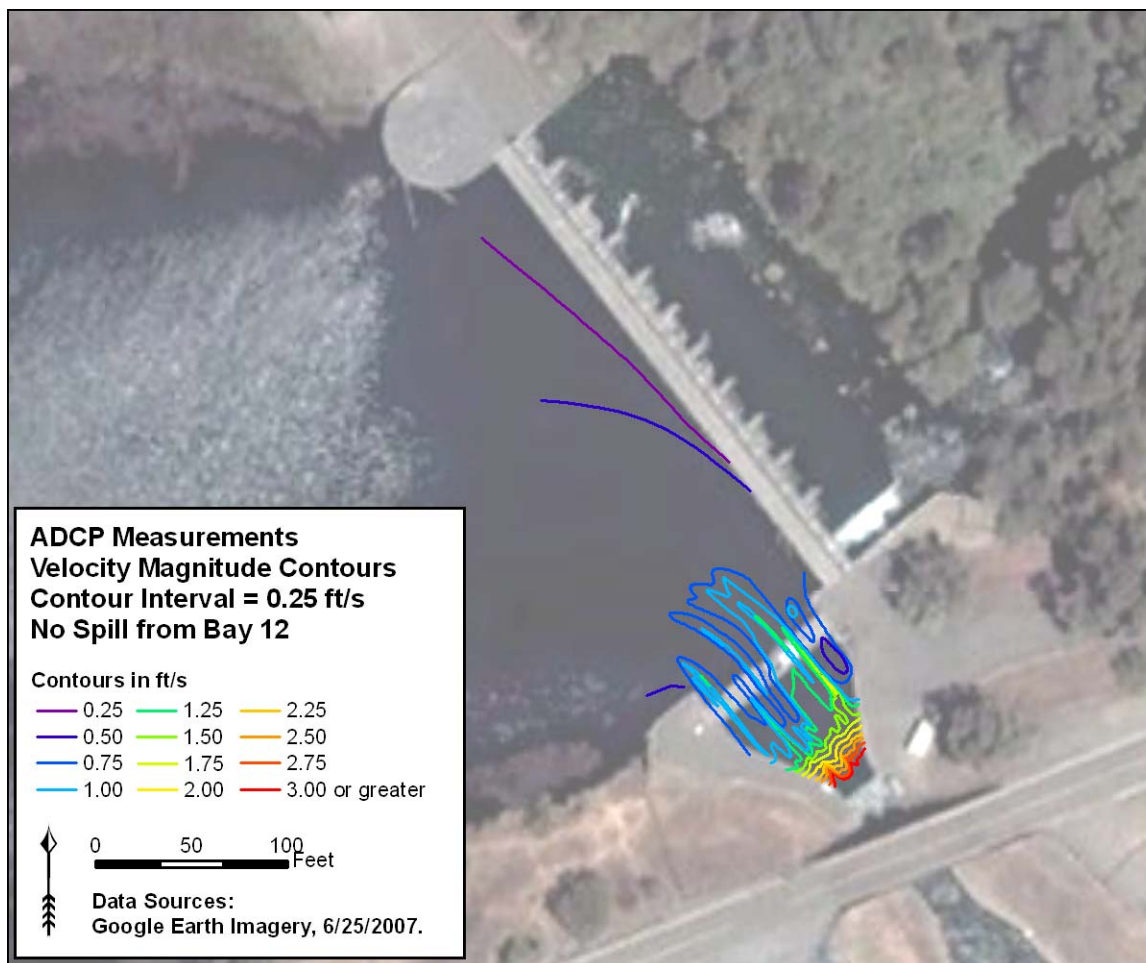 ADCP Measurements
Velocity Magnitude Contours
Contour Interval = 0.25 ft/s
No Spill from Bay 12
Contours in ft/s
0.25 1.25 2.25
0.50 1.50 2.50
0.75 1.75 2.75
1.00 2.00 3.00 or greater
0 50 100
Feet
Data Sources:
Google Earth Imagery, 6/25/2007.